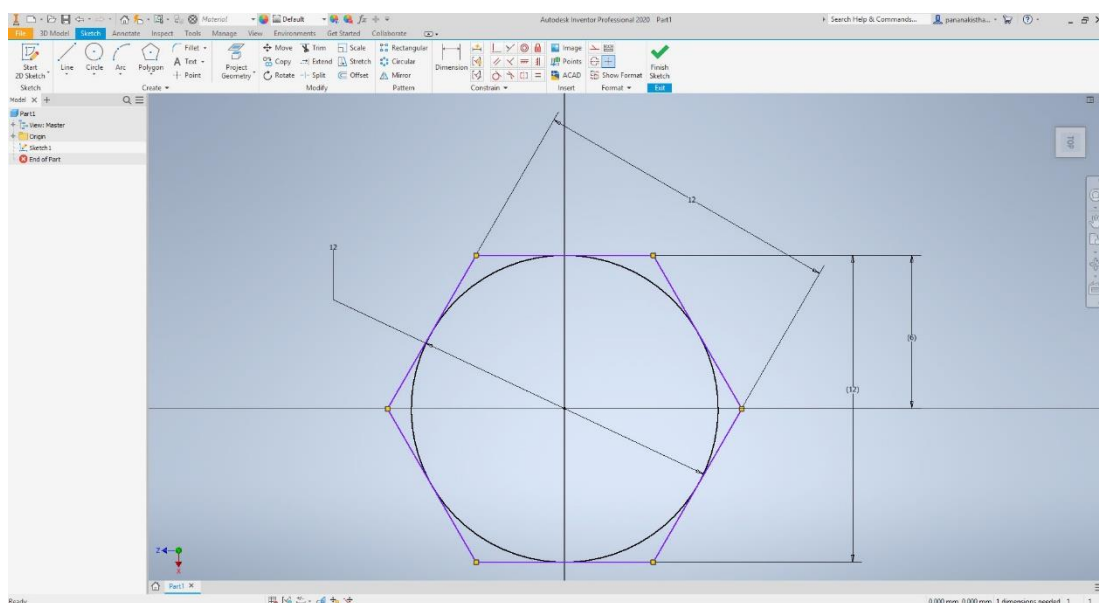 Material Default Autodesk Inventor Professional 2020 Part1 Search Help & Commands... panarakistha...
File 3D Model Sketch Annotate Inspect Tools Manage View Environments Get Started Collaborate
Start 2D Sketch Line Circle Arc Polygon Fillet Text Point Project Geometry Move Copy Rotate Trim Extend Split Scale Stretch Offset Rectangular Circular Mirror Dimension Image Points ACAD Show Format Finish Sketch
Sketch Create Modify Pattern Constrain Insert Format Exit
Model
Part1
View: Master
Origin
Sketch1
End of Part
TOP
12
12
(6)
(12)
Z
X
Part1
Ready 0.000 mm, 0.000 mm 1 dimensions needed 1 1